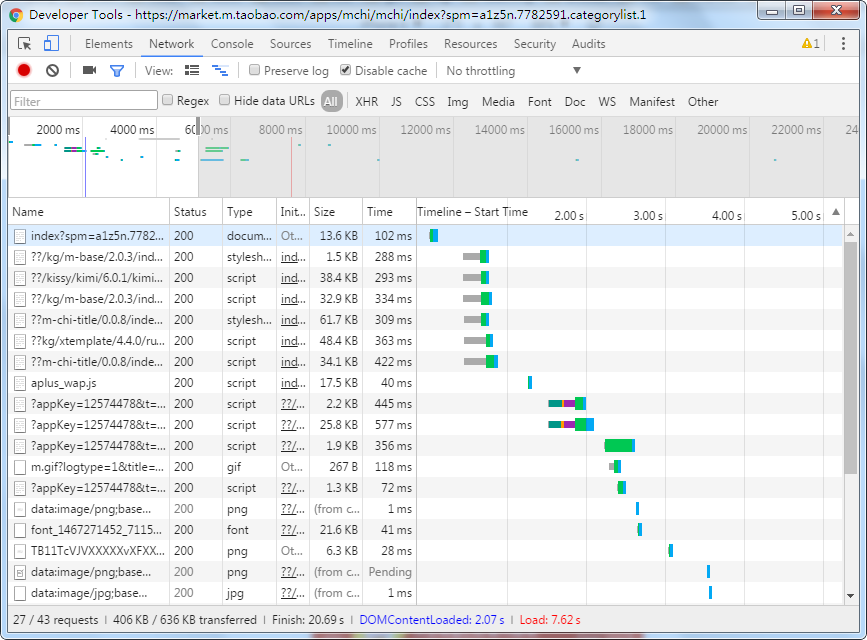 Developer Tools - https://market.m.taobao.com/apps/mchi/mchi/index?spm=a1z5n.7782591.categorylist.1
Elements Network Console Sources Timeline Profiles Resources Security Audits 1
View: Preserve log Disable cache No throttling
Filter Regex Hide data URLs All XHR JS CSS Img Media Font Doc WS Manifest Other
2000 ms 4000 ms 6000 ms 8000 ms 10000 ms 12000 ms 14000 ms 16000 ms 18000 ms 20000 ms 22000 ms 24
Name Status Type Init... Size Time Timeline – Start Time 2.00 s 3.00 s 4.00 s 5.00 s
index?spm=a1z5n.7782... 200 docum... Ot... 13.6 KB 102 ms
??/kg/m-base/2.0.3/ind... 200 stylesh... ind... 1.5 KB 288 ms
??/kissy/kimi/6.0.1/kimi... 200 script ind... 38.4 KB 293 ms
??/kg/m-base/2.0.3/ind... 200 script ind... 32.9 KB 334 ms
??m-chi-title/0.0.8/inde... 200 stylesh... ind... 61.7 KB 309 ms
??kg/xtemplate/4.4.0/ru... 200 script ind... 48.4 KB 363 ms
??m-chi-title/0.0.8/inde... 200 script ind... 34.1 KB 422 ms
aplus_wap.js 200 script ind... 17.5 KB 40 ms
?appKey=12574478&t=... 200 script ??/... 2.2 KB 445 ms
?appKey=12574478&t=... 200 script ??/... 25.8 KB 577 ms
?appKey=12574478&t=... 200 script ??/... 1.9 KB 356 ms
m.gif?logtype=1&title=... 200 gif Ot... 267 B 118 ms
?appKey=12574478&t=... 200 script ??/... 1.3 KB 72 ms
data:image/png;base... 200 png ??/... (from c... 1 ms
font_1467271452_7115... 200 font ??/... 21.6 KB 41 ms
TB11TcVJVXXXXXvXFXX... 200 png Ot... 6.3 KB 28 ms
data:image/png;base... 200 png ??/... (from c... Pending
data:image/jpg;base... 200 jpg ??/... (from c... 1 ms
27 / 43 requests | 406 KB / 636 KB transferred | Finish: 20.69 s | DOMContentLoaded: 2.07 s | Load: 7.62 s